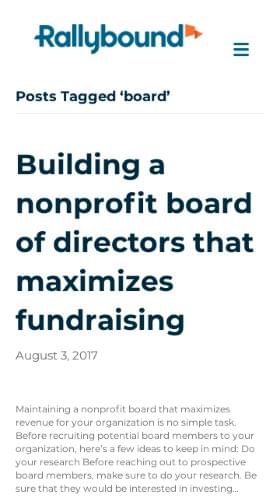 Rallybound
Posts Tagged ‘board’
Building a
nonprofit board
of directors that
maximizes
fundraising
August 3, 2017
Maintaining a nonprofit board that maximizes
revenue for your organization is no simple task.
Before recruiting potential board members to your
organization, here’s a few ideas to keep in mind: Do
your research Before reaching out to prospective
board members, make sure to do your research. Be
sure that they would be interested in investing...